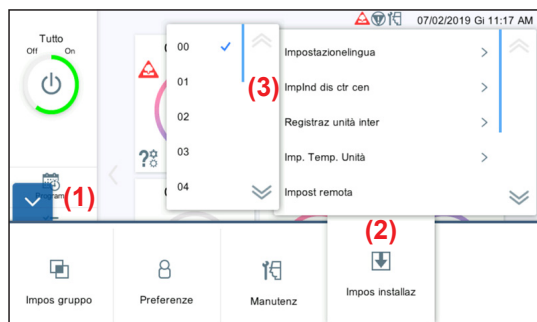 07/02/2019 Gi 11:17 AM
Tutto
Off
On
00
01
02
03
04
(3)
Impostazionelingua
ImpInd dis ctr cen
Registraz unità inter
Imp. Temp. Unità
Impost remota
(1)
(2)
Impos gruppo
Preferenze
Manutenz
Impos installaz